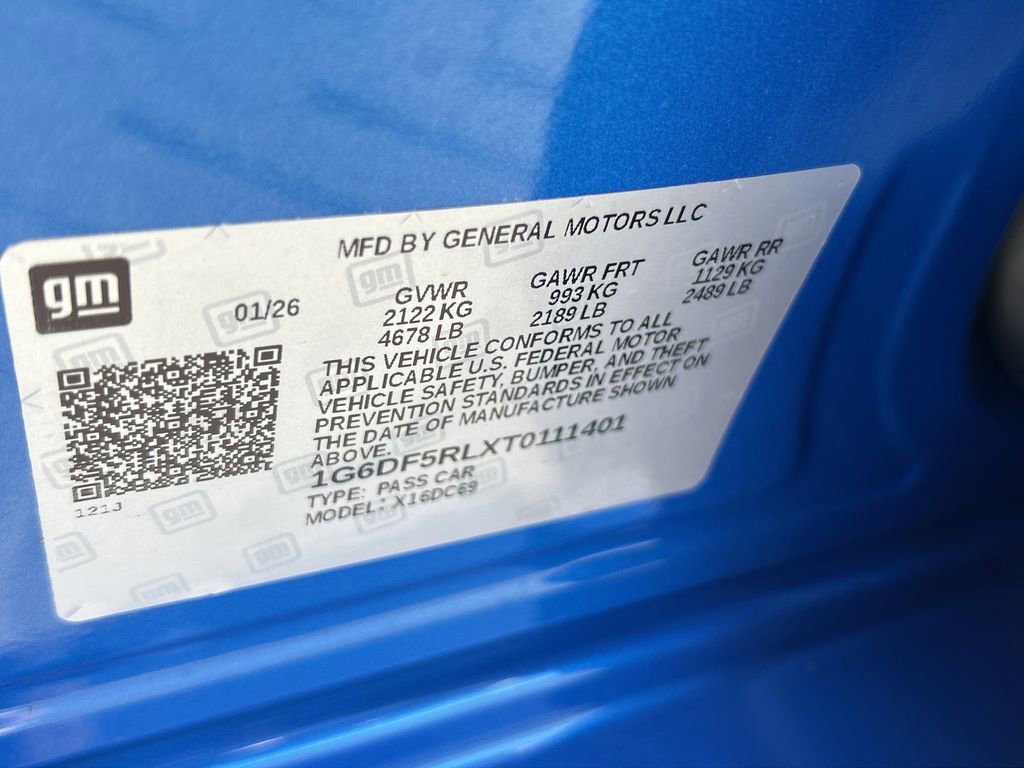 MFD BY GENERAL MOTORS LLC
gm
01/26
GVWR
2122 KG
4678 LB
GAWR FRT
993 KG
2189 LB
GAWR RR
1129 KG
2489 LB
THIS VEHICLE CONFORMS TO ALL
APPLICABLE U.S. FEDERAL MOTOR
VEHICLE SAFETY, BUMPER, AND THEFT
PREVENTION STANDARDS IN EFFECT ON
THE DATE OF MANUFACTURE SHOWN
ABOVE.
1G6DF5RLXT0111401
TYPE: PASS CAR
MODEL: X16DC69
121J